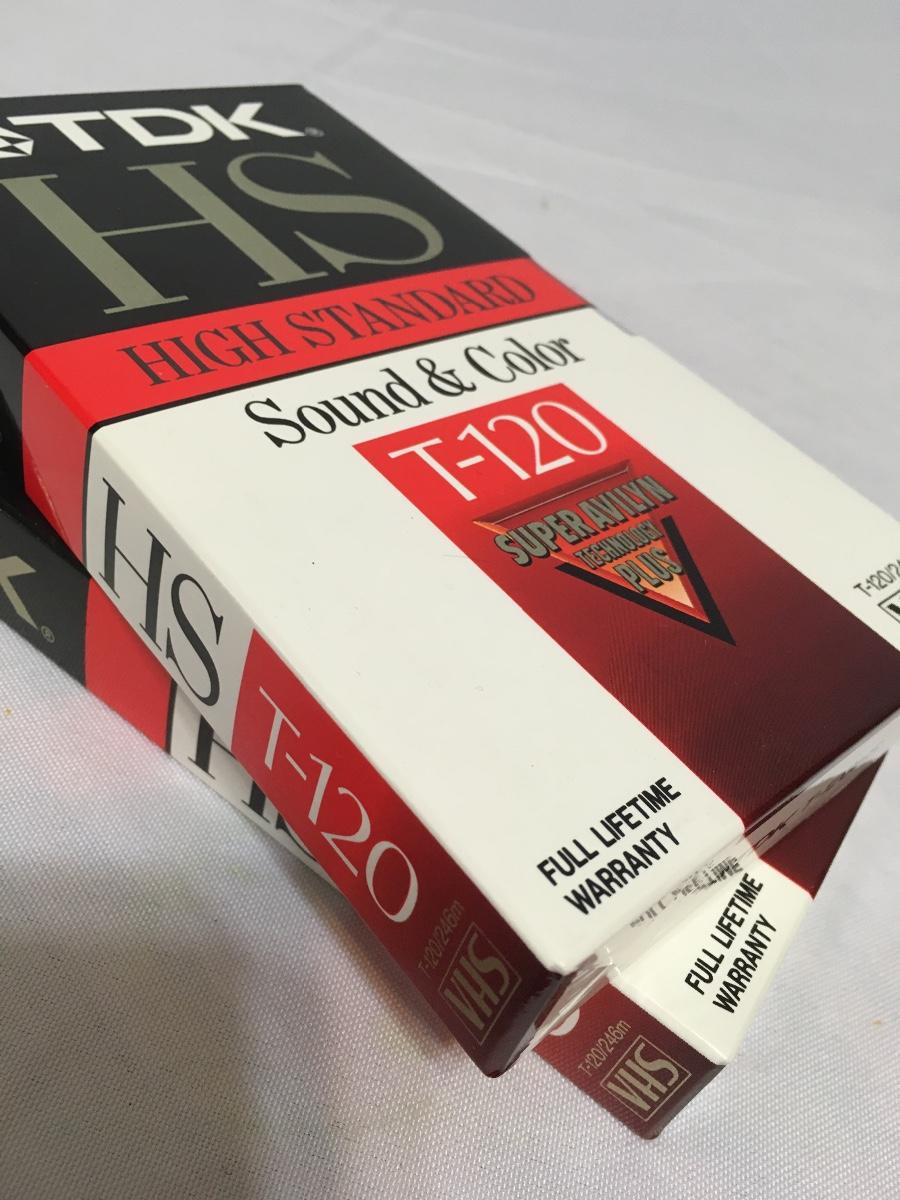 TDK®
HS
HIGH STANDARD
Sound & Color
T-120
SUPER AVILYN
TECHNOLOGY
PLUS
FULL LIFETIME
WARRANTY
HS
T-120
T-120/246m
VHS
®
FULL LIFETIME
WARRANTY
T-120/246m
VHS